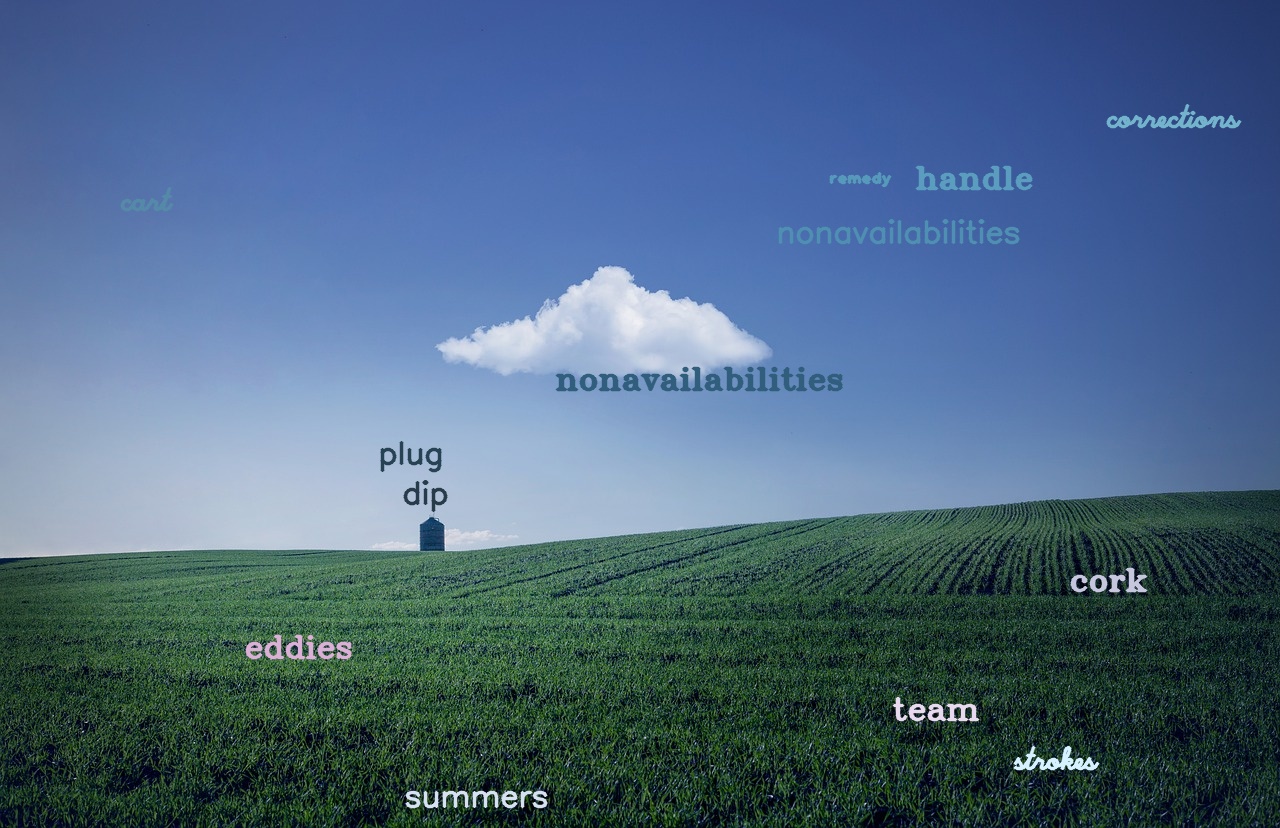 corrections
remedy handle
cart
nonavailabilities
nonavailabilities
plug
dip
cork
eddies
team
strokes
summers